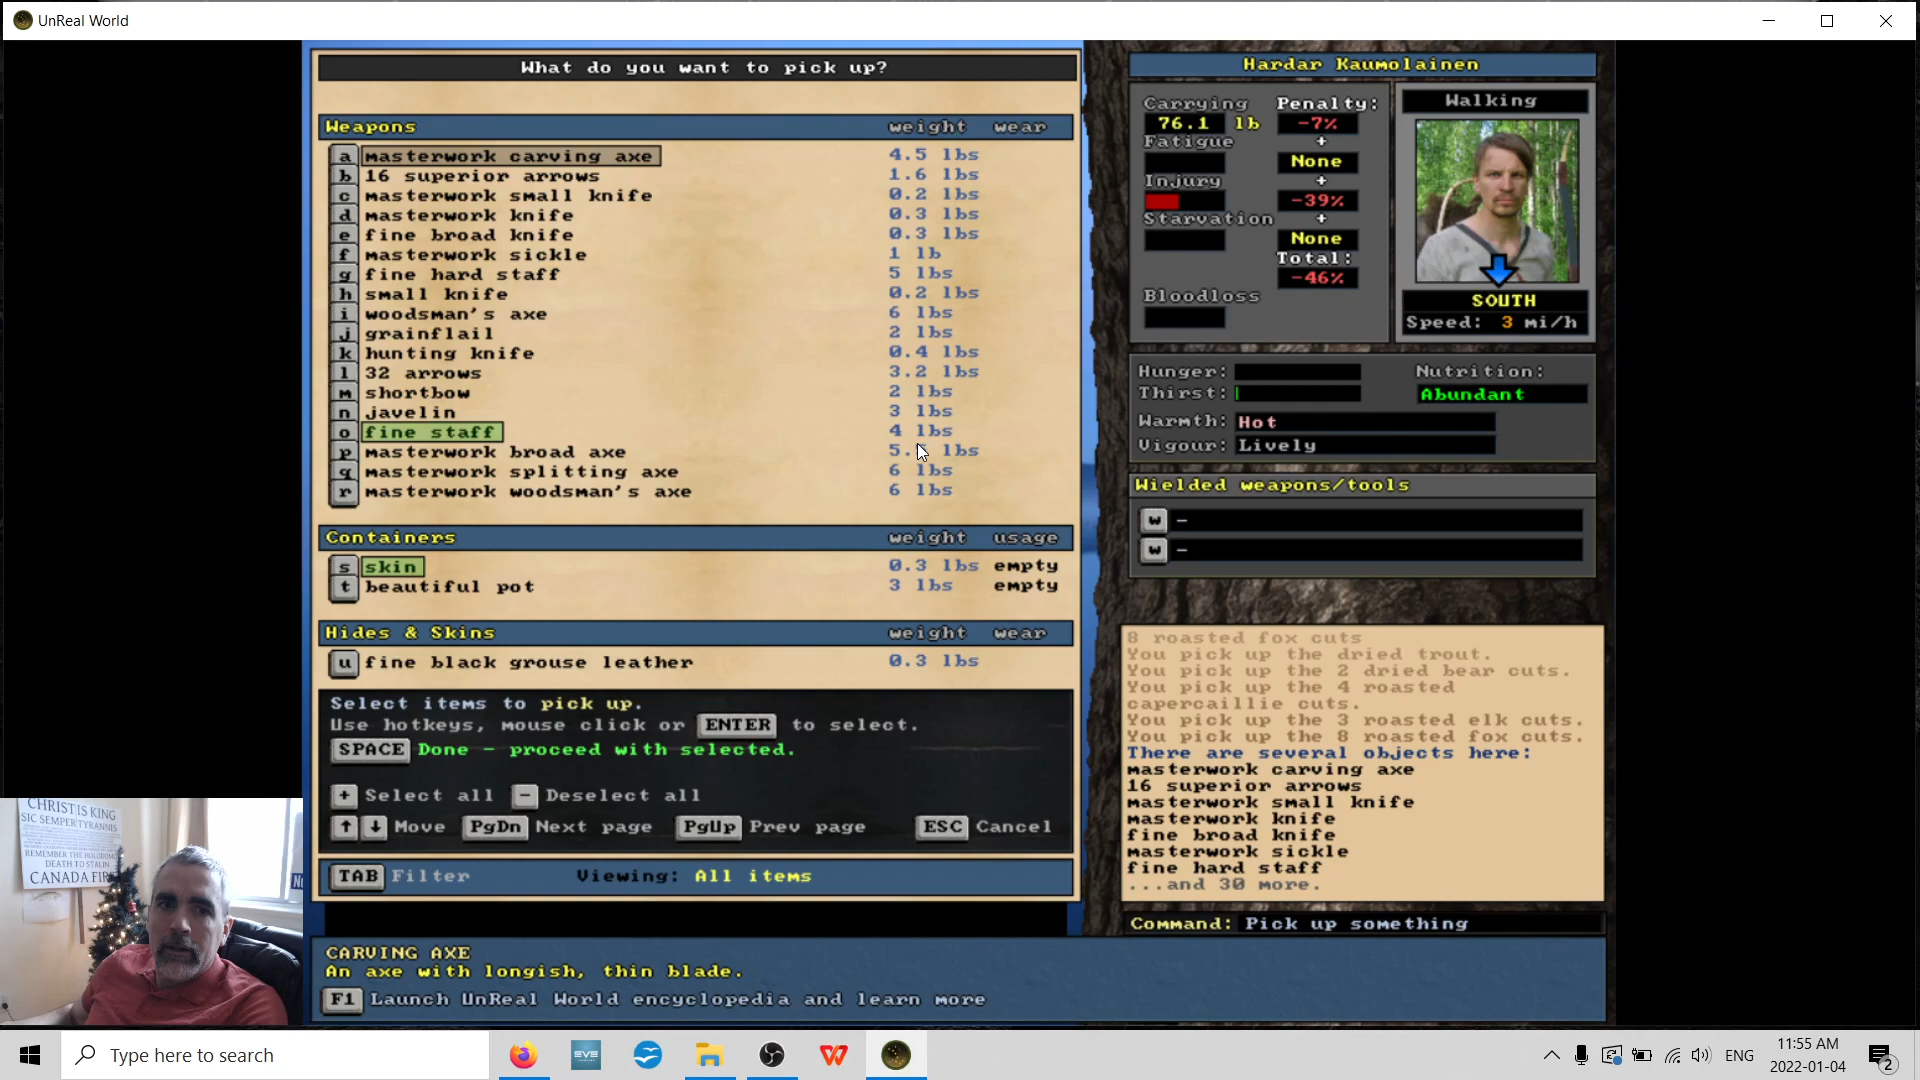 UnReal World
What do you want to pick up?
Weapons weight wear
a masterwork carving axe 4.5 lbs
b 16 superior arrows 1.6 lbs
c masterwork small knife 0.2 lbs
d masterwork knife 0.3 lbs
e fine broad knife 0.3 lbs
f masterwork sickle 1 lb
g fine hard staff 5 lbs
h small knife 0.2 lbs
i woodsman's axe 6 lbs
j grainflail 2 lbs
k hunting knife 0.4 lbs
l 32 arrows 3.2 lbs
m shortbow 2 lbs
n javelin 3 lbs
o fine staff 4 lbs
p masterwork broad axe 5. lbs
q masterwork splitting axe 6 lbs
r masterwork woodsman's axe 6 lbs
Containers weight usage
s skin 0.3 lbs empty
t beautiful pot 3 lbs empty
Hides & Skins weight wear
u fine black grouse leather 0.3 lbs
Select items to pick up.
Use hotkeys, mouse click or ENTER to select.
SPACE Done - proceed with selected.
+ Select all - Deselect all
↑ ↓ Move PgDn Next page PgUp Prev page ESC Cancel
TAB Filter Viewing: All items
CARVING AXE
An axe with longish, thin blade.
F1 Launch UnReal World encyclopedia and learn more
Hardar Kaumolainen
Carrying Penalty:
76.1 lb -7%
Fatigue +
None
Injury +
-39%
Starvation +
None
Total:
-46%
Bloodloss
Walking
SOUTH
Speed: 3 mi/h
Hunger: Nutrition:
Thirst: Abundant
Warmth: Hot
Vigour: Lively
Wielded weapons/tools
w -
w -
8 roasted fox cuts
You pick up the dried trout.
You pick up the 2 dried bear cuts.
You pick up the 4 roasted
capercaillie cuts.
You pick up the 3 roasted elk cuts.
You pick up the 8 roasted fox cuts.
There are several objects here:
masterwork carving axe
16 superior arrows
masterwork small knife
masterwork knife
fine broad knife
masterwork sickle
fine hard staff
...and 30 more.
Command: Pick up something
CHRIST IS KING
SIC SEMPER TYRANNIS
REMEMBER THE HOLODOMOR
DEATH TO STALIN
CANADA FIRST
Type here to search
EVE
ENG
11:55 AM
2022-01-04
2